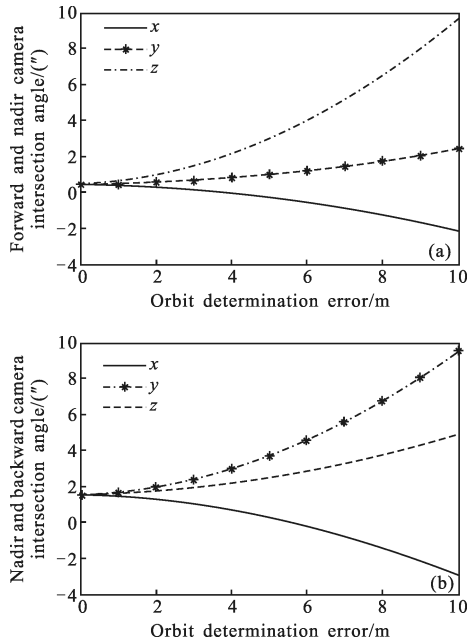 Forward and nadir camera
intersection angle/(″)
10
8
6
4
2
0
−2
−4
x
y
z
(a)
0
2
4
6
8
10
Orbit determination error/m
Nadir and backward camera
intersection angle/(″)
10
8
6
4
2
0
−2
4
x
y
z
(b)
0
2
4
6
8
10
Orbit determination error/m